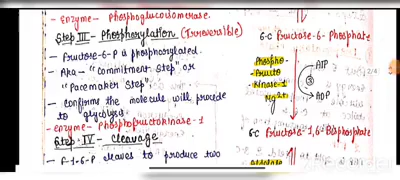 - Enzyme - Phosphoglucoisomerase.
Step III - Phosphorylation (Irreversible)
- Fructose-6-P is phosphorylated.
- Aka - "Commitment Step" or
"Pacemaker Step".
- Confirms the molecule will provide
to glycolysis.
- Enzyme - Phosphofructokinase-1
Step IV - Cleavage
- F-1,6-P cleaves to produce two
6C Fructose-6-Phosphate
Phospho-
Fructo
Kinase-1
Mg2+
ATP
3
ADP
6C Fructose-1,6-Bisphosphate
Aldolase